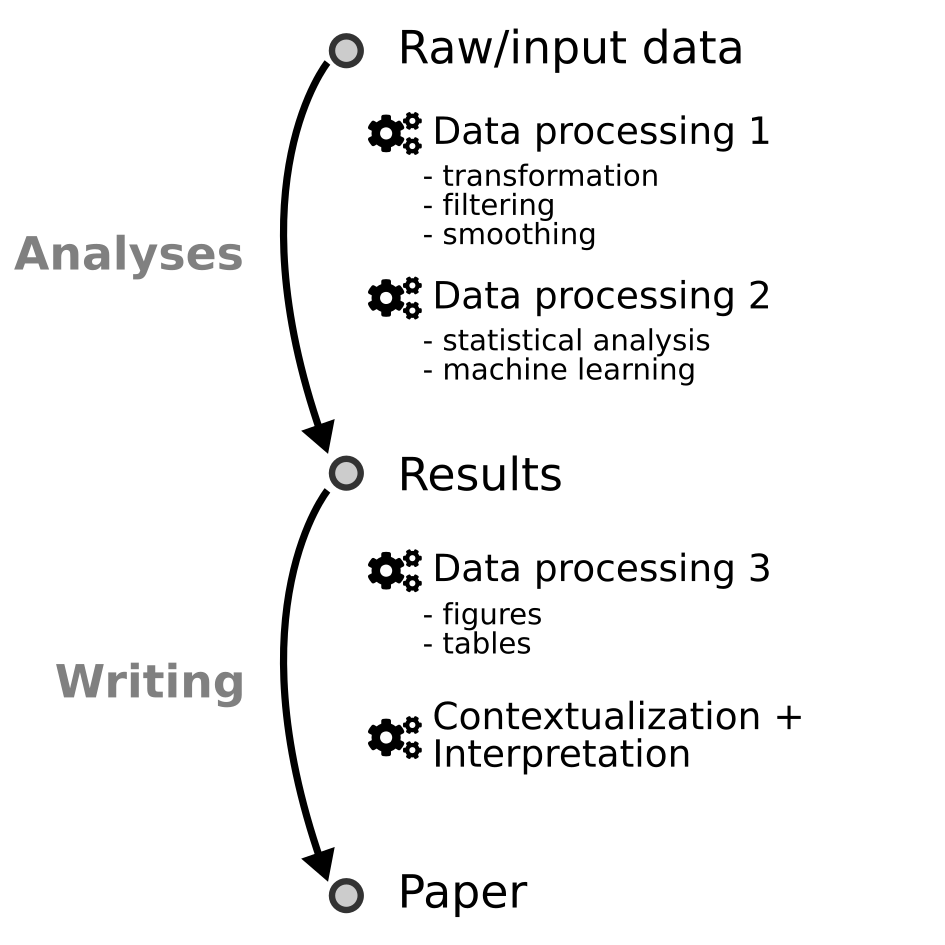 Raw/input data
Data processing 1
- transformation
- filtering
- smoothing
Analyses
Data processing 2
- statistical analysis
- machine learning
Results
Data processing 3
- figures
- tables
Writing
Contextualization +
Interpretation
Paper